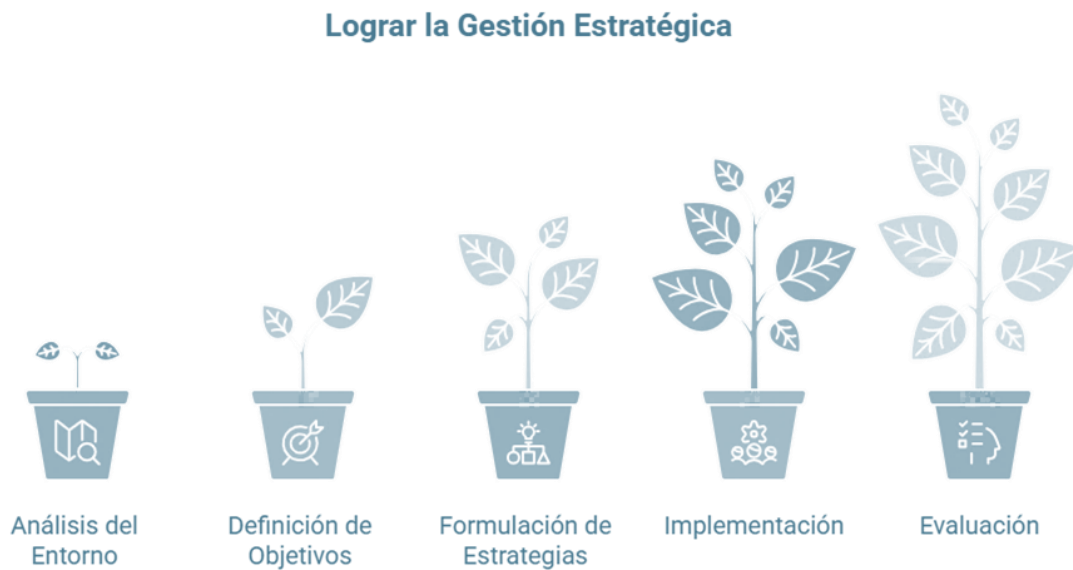 Lograr la Gestión Estratégica
Análisis del
Entorno
Definición de
Objetivos
Formulación de
Estrategias
Implementación
Evaluación